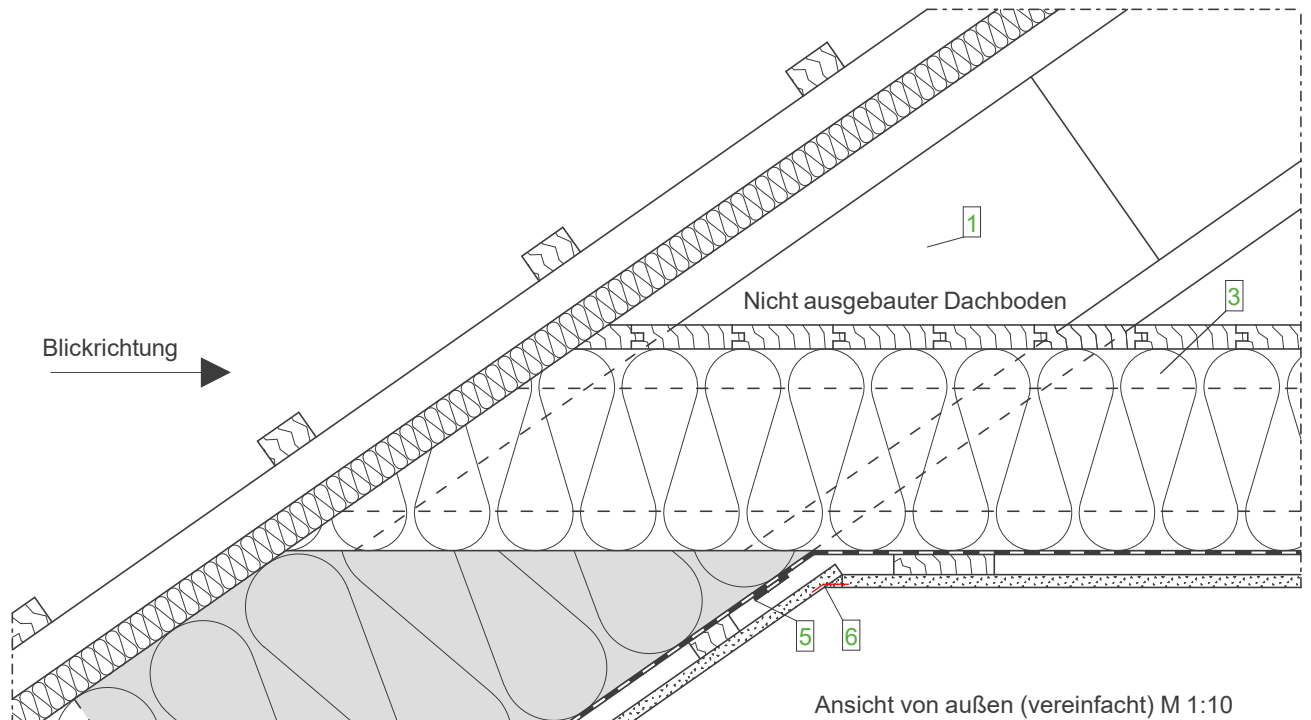 1
3
Nicht ausgebauter Dachboden
Blickrichtung
5
6
Ansicht von außen (vereinfacht) M 1:10